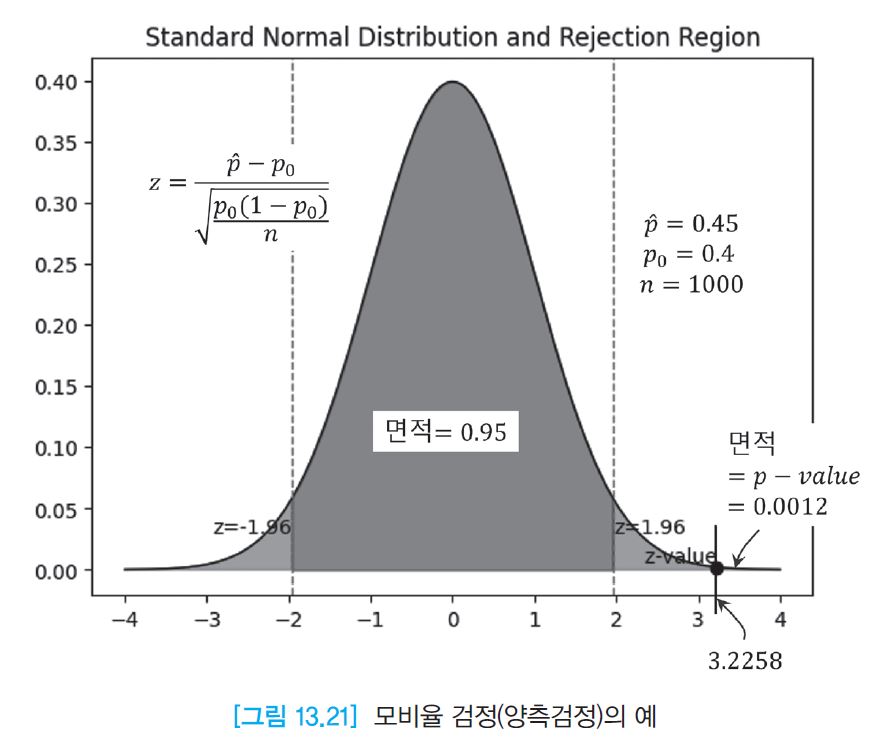 Standard Normal Distribution and Rejection Region
0.40
0.35
0.30
0.25
0.20
0.15
0.10
0.05
0.00
z = (p̂ − p₀) / √(p₀(1 − p₀) / n)
p̂ = 0.45
p₀ = 0.4
n = 1000
면적= 0.95
면적
= p − value
= 0.0012
z=-1.96
z=1.96
z-value
−4 −3 −2 −1 0 1 2 3 4
3.2258
[그림 13.21] 모비율 검정(양측검정)의 예